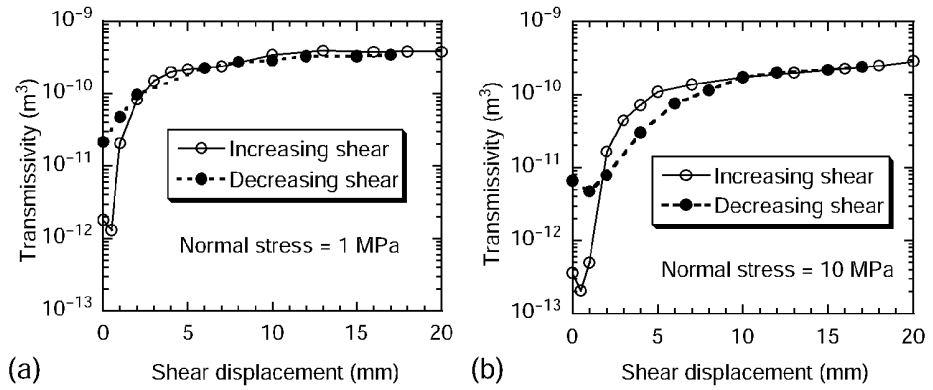 10⁻⁹
10⁻¹⁰
10⁻¹¹
10⁻¹²
10⁻¹³
Transmissivity (m³)
Increasing shear
Decreasing shear
Normal stress = 1 MPa
0 5 10 15 20
(a) Shear displacement (mm)
10⁻⁹
10⁻¹⁰
10⁻¹¹
10⁻¹²
10⁻¹³
Transmissivity (m³)
Increasing shear
Decreasing shear
Normal stress = 10 MPa
0 5 10 15 20
(b) Shear displacement (mm)